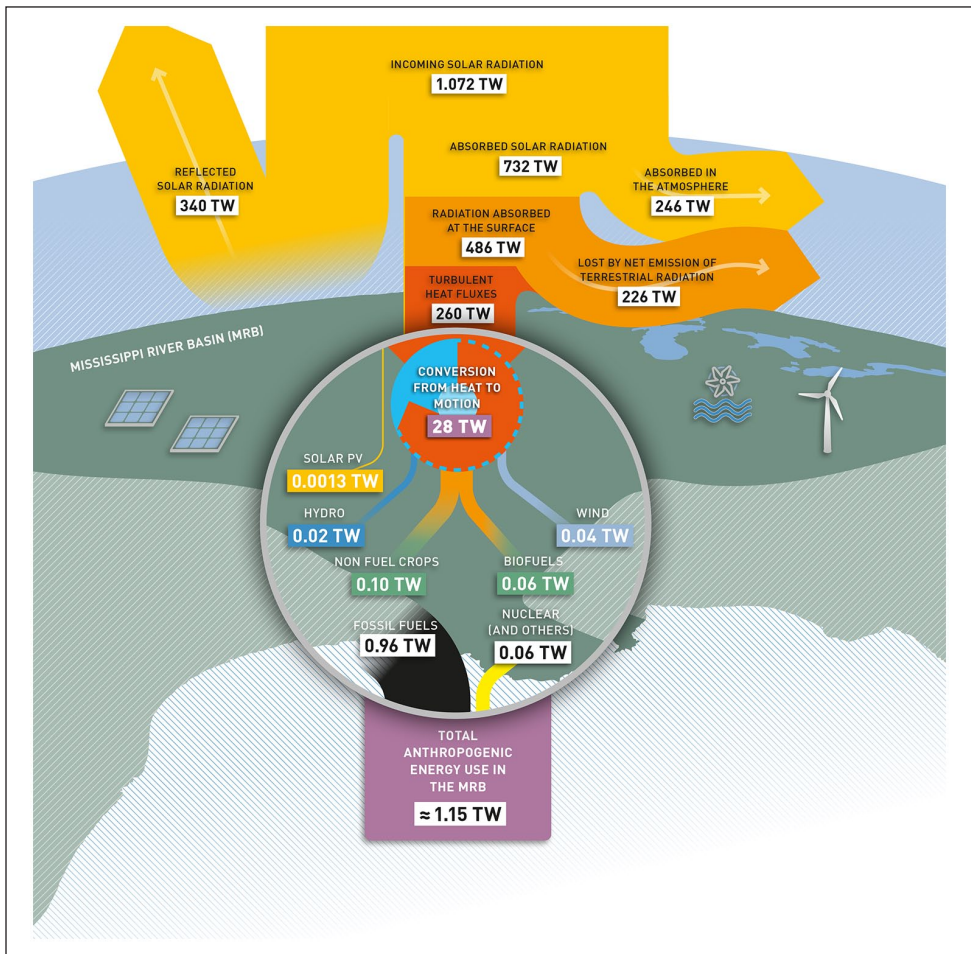 INCOMING SOLAR RADIATION
1.072 TW
ABSORBED SOLAR RADIATION
732 TW
REFLECTED
SOLAR RADIATION
340 TW
ABSORBED IN
THE ATMOSPHERE
246 TW
RADIATION ABSORBED
AT THE SURFACE
486 TW
LOST BY NET EMISSION OF
TERRESTRIAL RADIATION
226 TW
TURBULENT
HEAT FLUXES
260 TW
MISSISSIPPI RIVER BASIN (MRB)
CONVERSION
FROM HEAT TO
MOTION
28 TW
SOLAR PV
0.0013 TW
HYDRO
0.02 TW
WIND
0.04 TW
NON FUEL CROPS
0.10 TW
BIOFUELS
0.06 TW
FOSSIL FUELS
0.96 TW
NUCLEAR
(AND OTHERS)
0.06 TW
TOTAL
ANTHROPOGENIC
ENERGY USE IN
THE MRB
≈ 1.15 TW